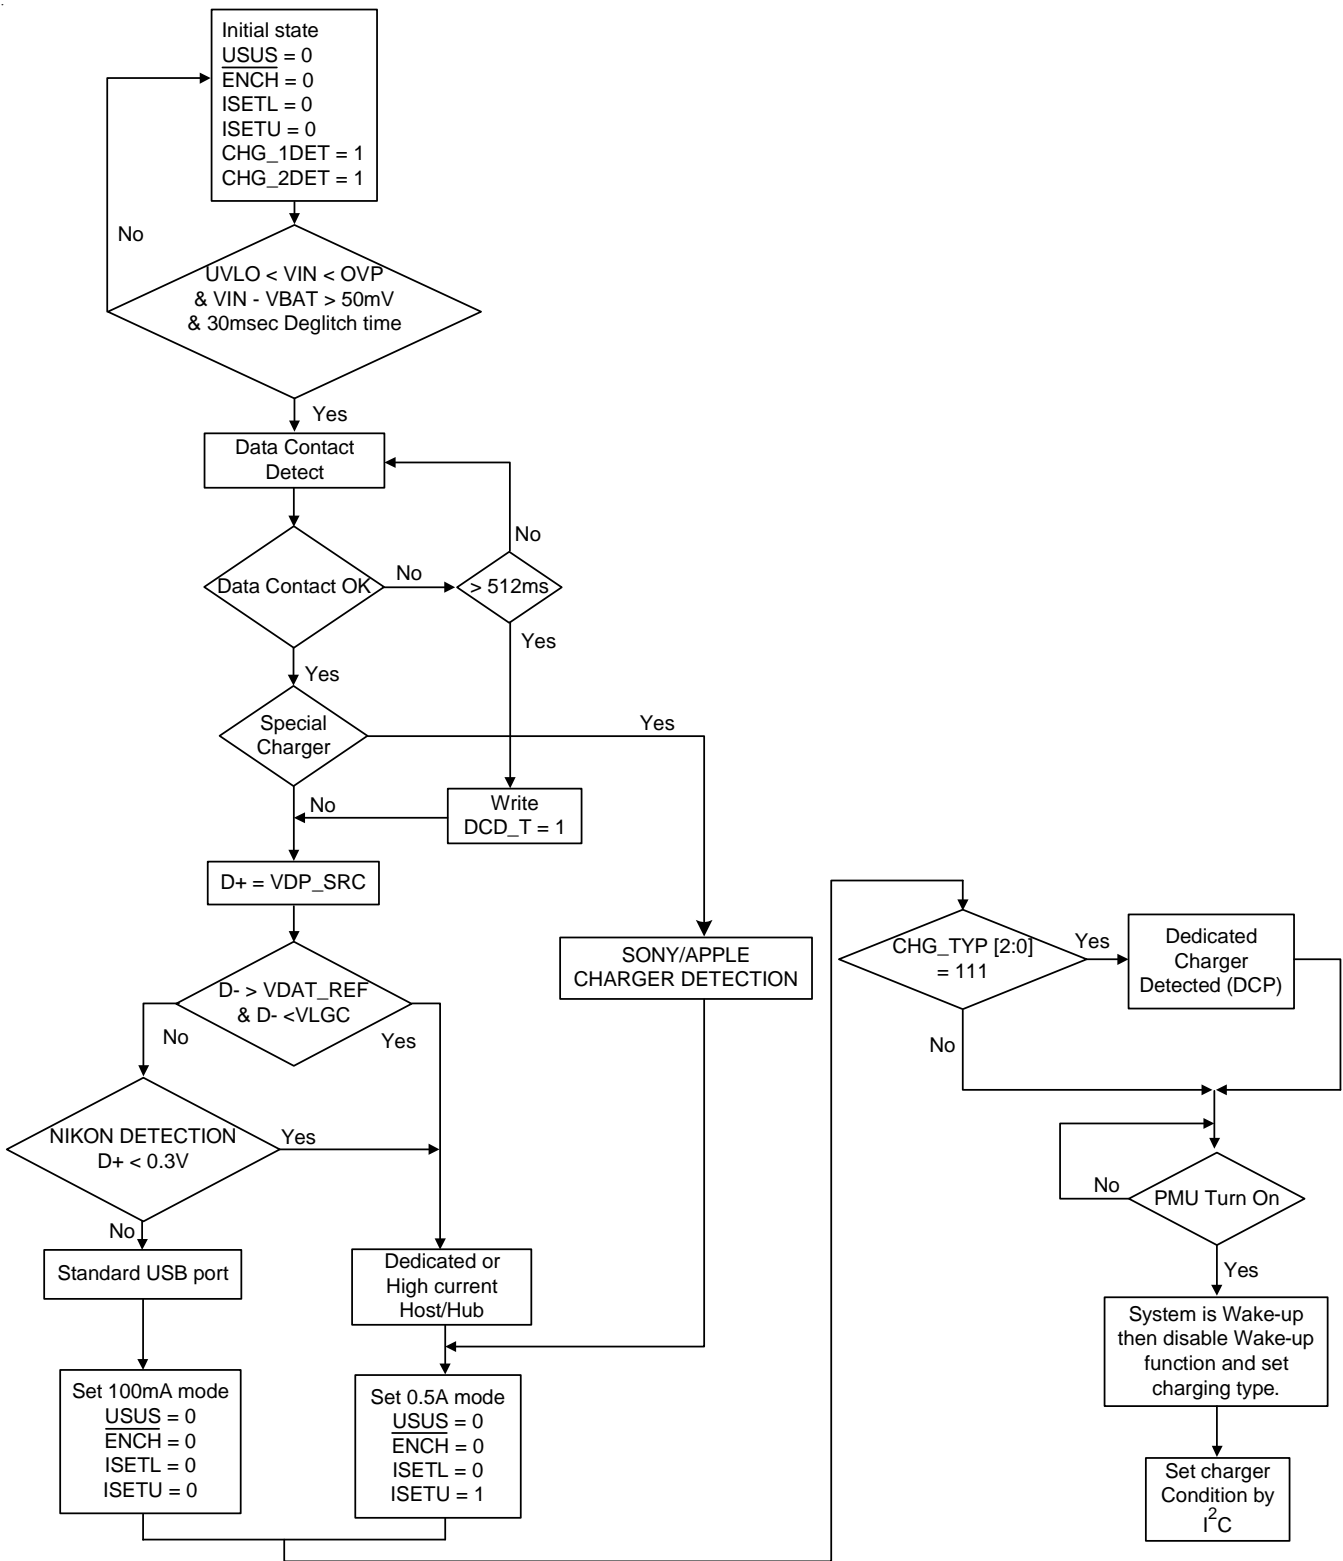 Initial state
USUS = 0
ENCH = 0
ISETL = 0
ISETU = 0
CHG_1DET = 1
CHG_2DET = 1
No
UVLO < VIN < OVP
& VIN - VBAT > 50mV
& 30msec Deglitch time
Yes
Data Contact
Detect
No
Data Contact OK
No
> 512ms
Yes
Yes
Special
Charger
Yes
No
Write
DCD_T = 1
D+ = VDP_SRC
SONY/APPLE
CHARGER DETECTION
CHG_TYP [2:0]
= 111
Yes
Dedicated
Charger
Detected (DCP)
D- > VDAT_REF
& D- <VLGC
No
Yes
No
NIKON DETECTION
D+ < 0.3V
Yes
No
PMU Turn On
No
Yes
Standard USB port
Dedicated or
High current
Host/Hub
System is Wake-up
then disable Wake-up
function and set
charging type.
Set 100mA mode
USUS = 0
ENCH = 0
ISETL = 0
ISETU = 0
Set 0.5A mode
USUS = 0
ENCH = 0
ISETL = 0
ISETU = 1
Set charger
Condition by
I²C